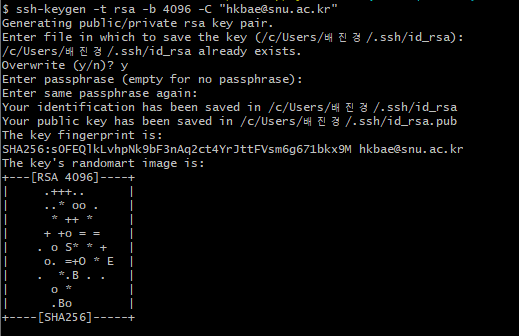 $ ssh-keygen -t rsa -b 4096 -C "hkbae@snu.ac.kr"
Generating public/private rsa key pair.
Enter file in which to save the key (/c/Users/배진경/.ssh/id_rsa):
/c/Users/배진경/.ssh/id_rsa already exists.
Overwrite (y/n)? y
Enter passphrase (empty for no passphrase):
Enter same passphrase again:
Your identification has been saved in /c/Users/배진경/.ssh/id_rsa
Your public key has been saved in /c/Users/배진경/.ssh/id_rsa.pub
The key fingerprint is:
SHA256:sOFEQlkLvhpNk9bF3nAq2ct4YrJttFVsm6g671bkx9M hkbae@snu.ac.kr
The key's randomart image is:
+---[RSA 4096]----+
|     .+++..      |
|     ..* oo .    |
|      * ++ *     |
|     + +o = =    |
|    . o S* * +   |
|     o. =+O * E  |
|    .  *.B . .   |
|      o *        |
|      .Bo        |
+----[SHA256]-----+